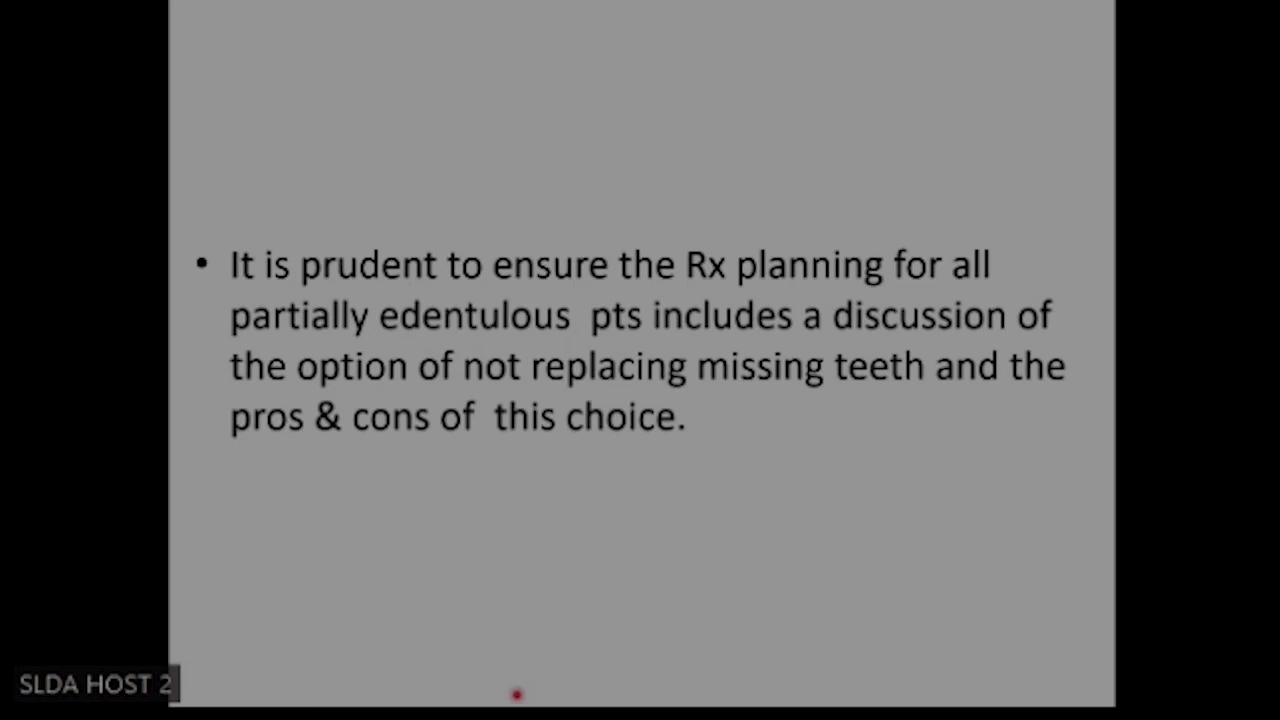 • It is prudent to ensure the Rx planning for all
partially edentulous  pts includes a discussion of
the option of not replacing missing teeth and the
pros & cons of  this choice.
SLDA HOST 2